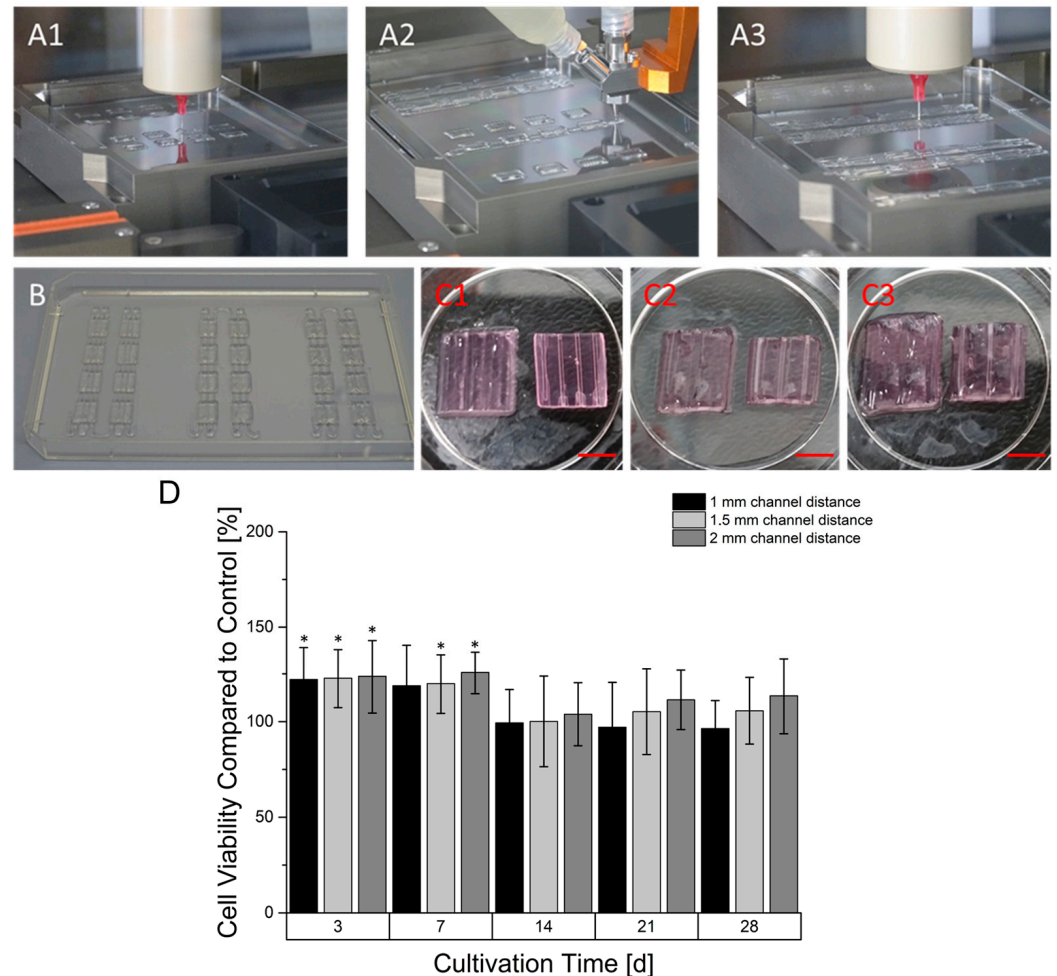 A1
A2
A3
B
C1
C2
C3
D
1 mm channel distance
1.5 mm channel distance
2 mm channel distance
Cell Viability Compared to Control [%]
200
150
100
50
0
* * * * *
3 7 14 21 28
Cultivation Time [d]